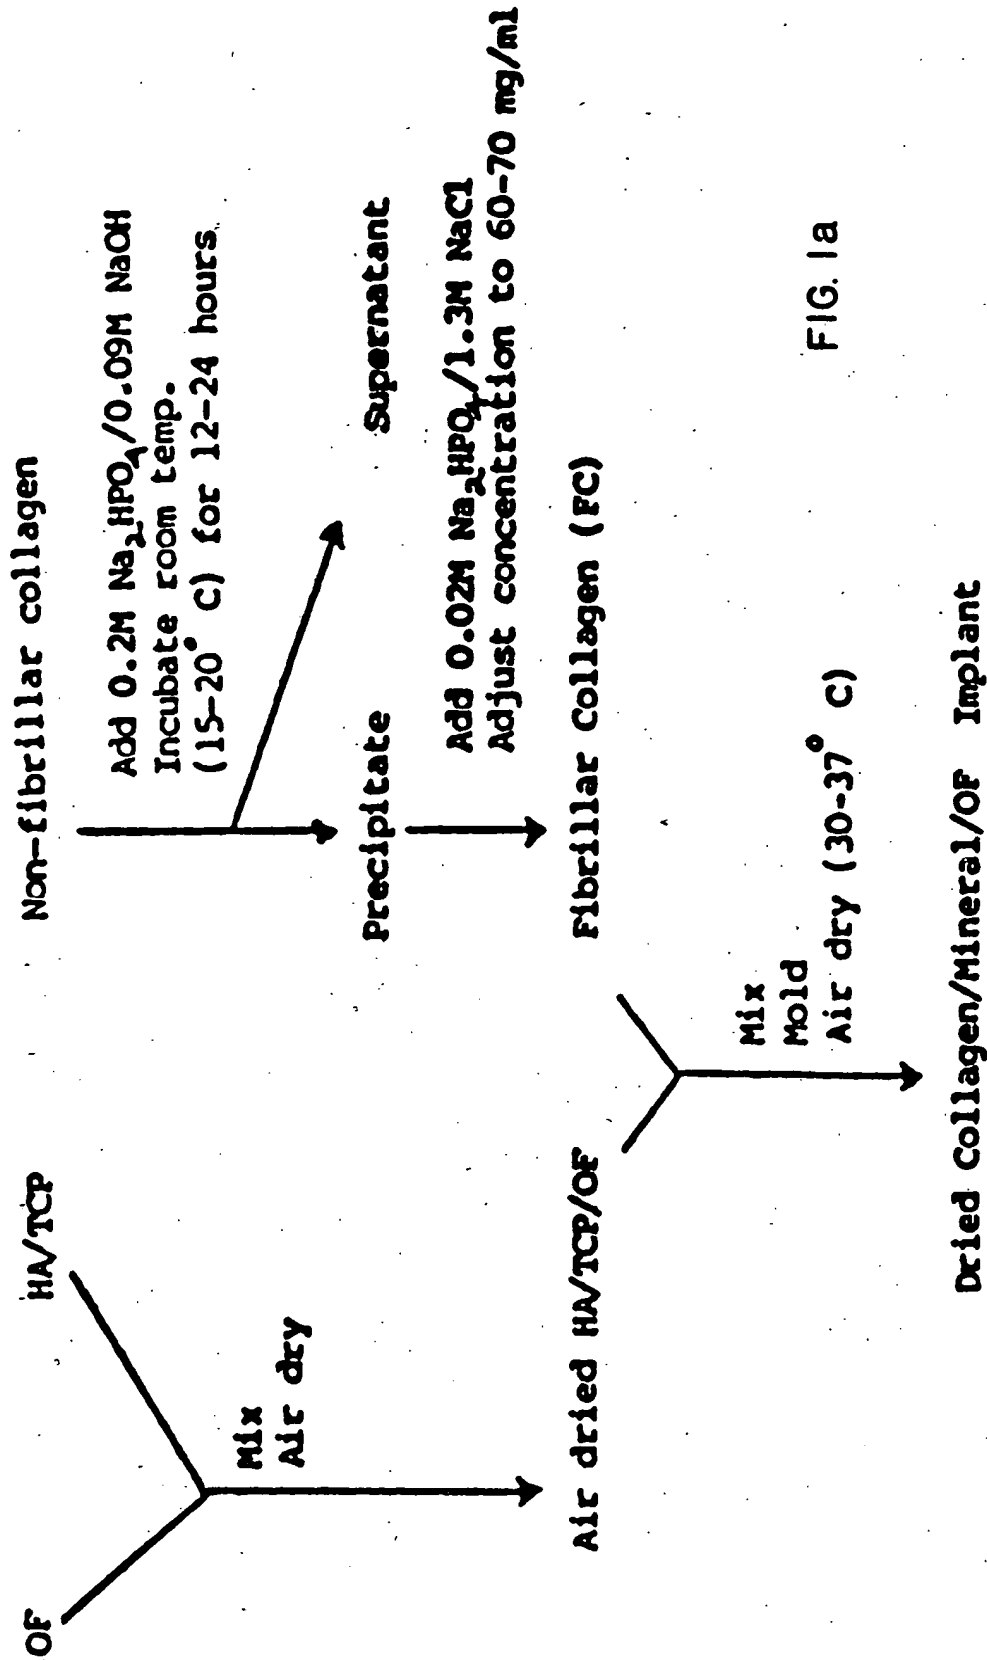 OF
HA/TCP
Non-fibrillar collagen
Mix
Air dry
Add 0.2M Na₂HPO₄/0.09M NaOH
Incubate room temp.
(15-20° C) for 12-24 hours
Precipitate
Supernatant
Add 0.02M Na₂HPO₄/1.3M NaCl
Adjust concentration to 60-70 mg/ml
Air dried HA/TCP/OF
Fibrillar Collagen (FC)
Mix
Mold
Air dry (30-37° C)
Dried Collagen/Mineral/OF Implant
FIG. 1a